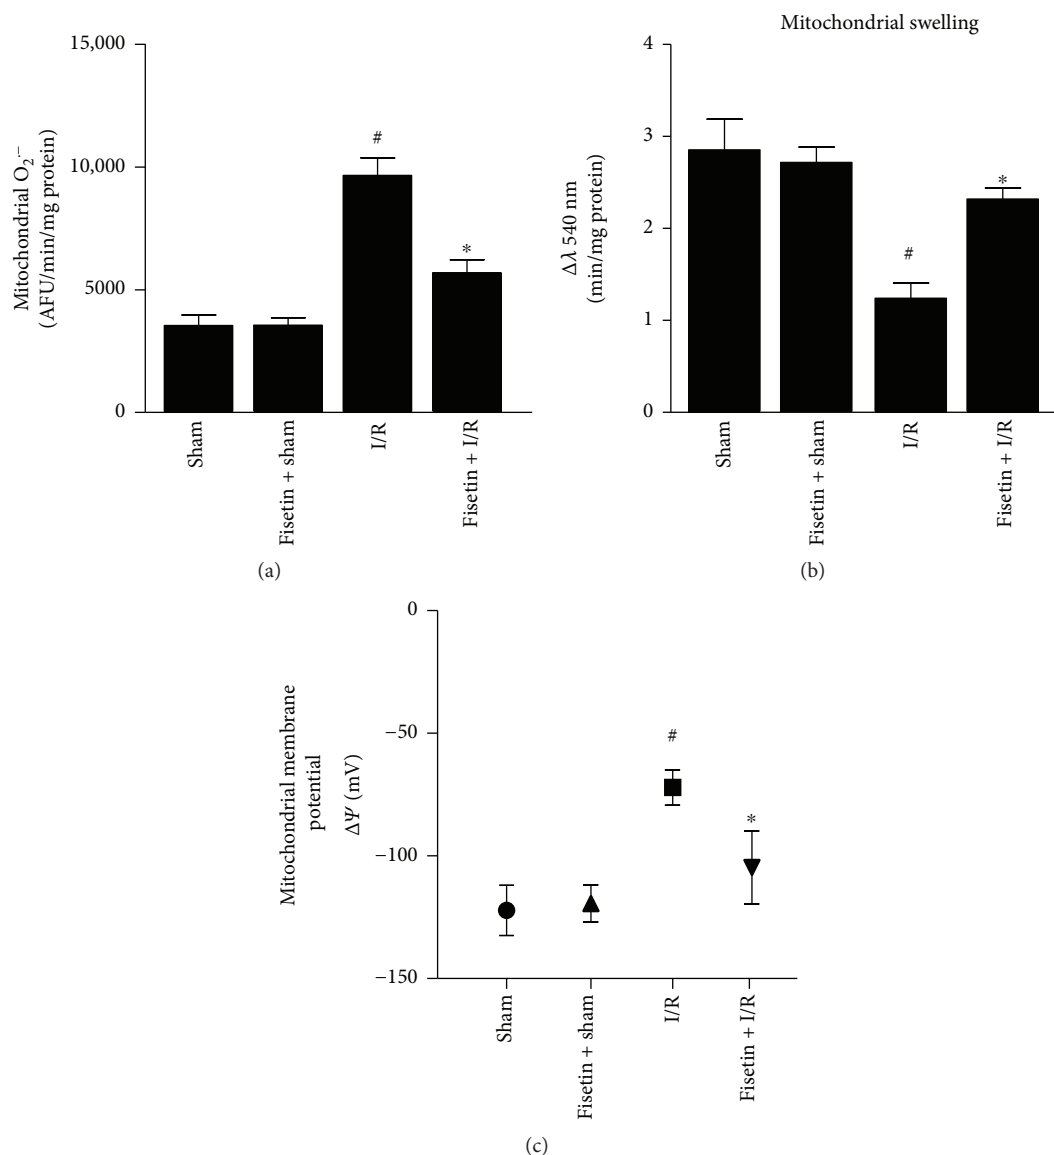 Mitochondrial O₂·−
(AFU/min/mg protein)
15,000
10,000
5000
0
#
*
Sham
Fisetin + sham
I/R
Fisetin + I/R
(a)
Mitochondrial swelling
Δλ 540 nm
(min/mg protein)
4
3
2
1
0
#
*
Sham
Fisetin + sham
I/R
Fisetin + I/R
(b)
Mitochondrial membrane
potential
ΔΨ (mV)
0
−50
−100
−150
#
*
Sham
Fisetin + sham
I/R
Fisetin + I/R
(c)